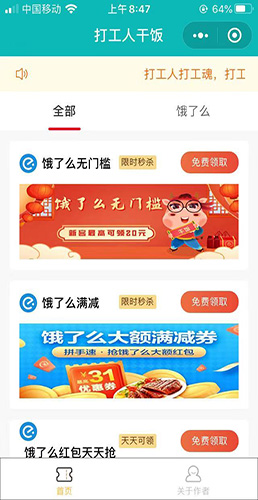 中国移动 上午8:47 64%
打工人干饭
打工人打工魂，打工
全部 饿了么
饿了么无门槛 限时秒杀 免费领取
饿了么无门槛
新客最高可领20元
饿了么满减 限时秒杀 免费领取
饿了么大额满减券
拼手速·抢饿了么大额红包
¥31
优惠券
饿了么红包天天抢 天天可领 免费领取
首页 关于作者